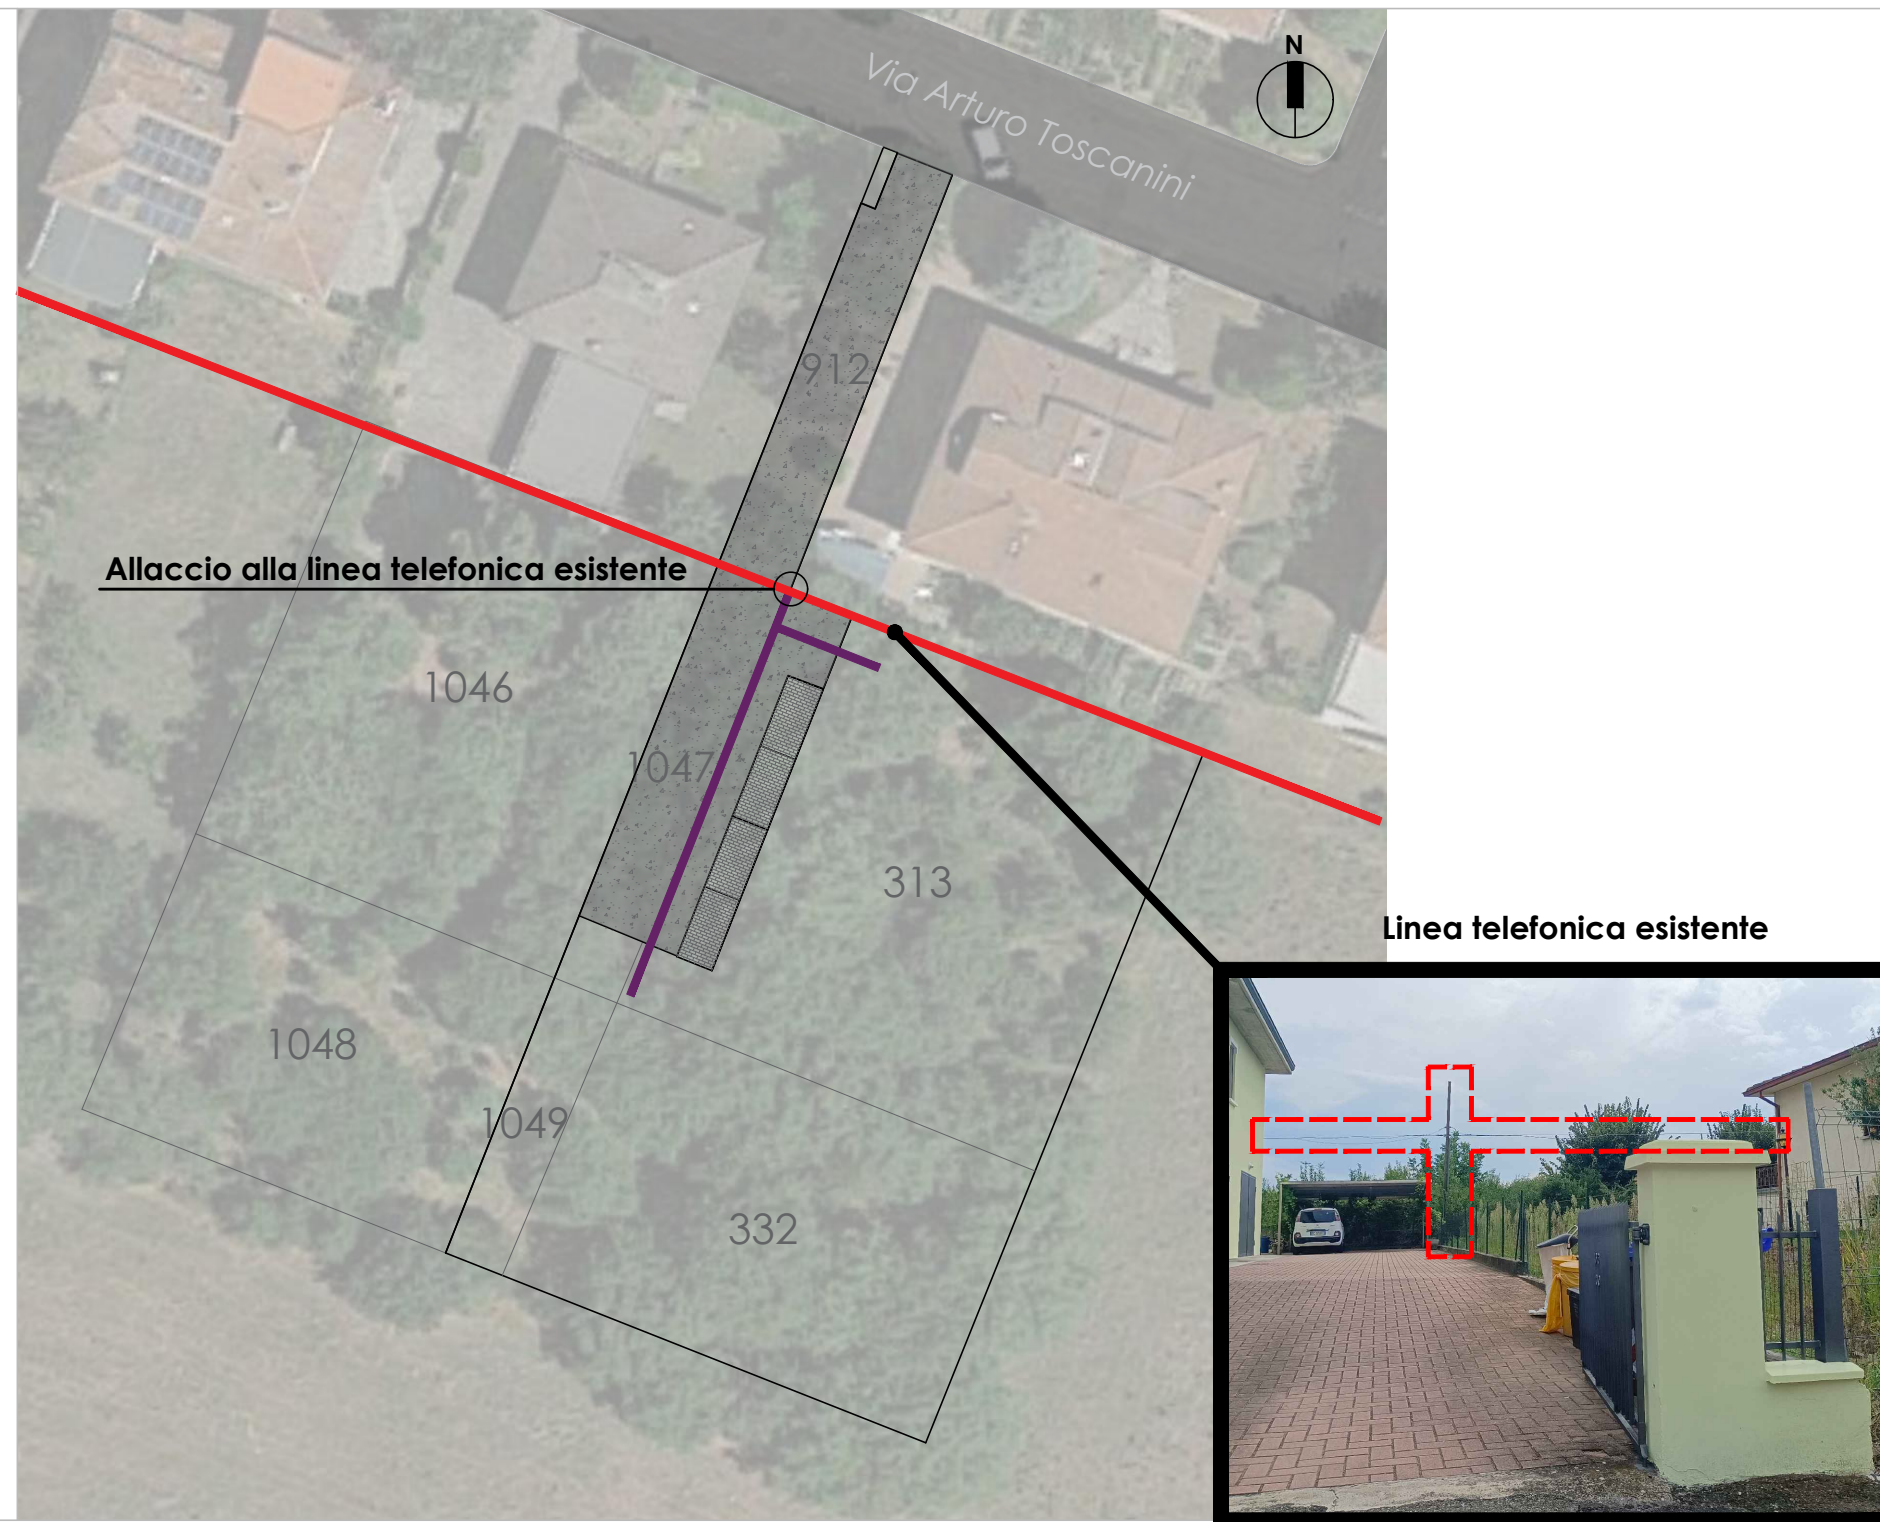 N
Via Arturo Toscanini
912
Allaccio alla linea telefonica esistente
1046
1047
313
Linea telefonica esistente
1048
1049
332